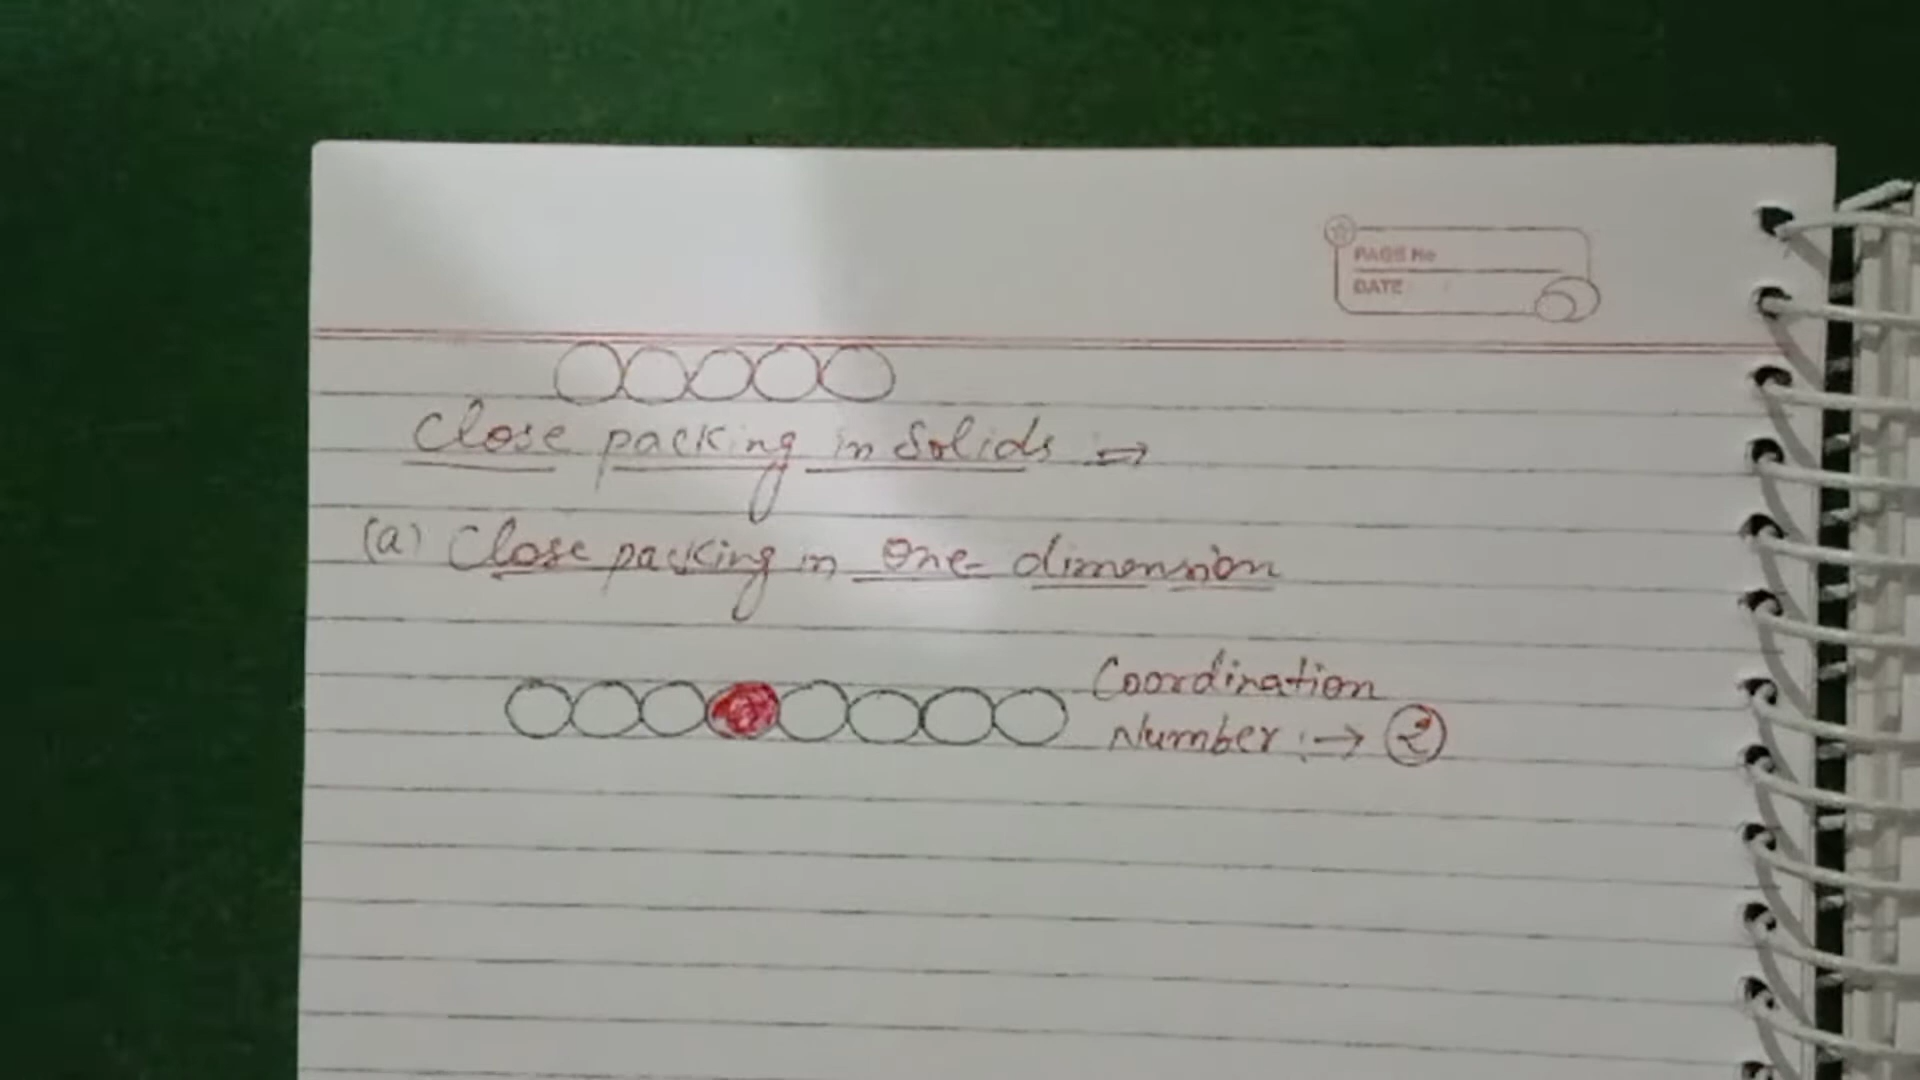 PAGE No
DATE
Close packing in Solids ⇒
(a) Close packing in One dimension
Coordination
Number :→ 2